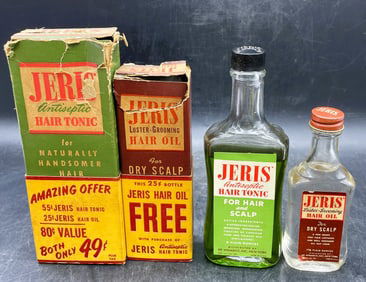 JERIS
Antiseptic
HAIR TONIC
for
NATURALLY
HANDSOMER
HAIR
AMAZING OFFER
55¢ JERIS HAIR TONIC
25¢ JERIS HAIR OIL
80¢ VALUE
BOTH ONLY 49¢
JERIS
Luster-Grooming
HAIR OIL
For
DRY SCALP
THIS 25¢ BOTTLE
JERIS HAIR OIL
FREE
WITH PURCHASE OF
JERIS Antiseptic
HAIR TONIC
JERIS
Antiseptic
HAIR TONIC
FOR HAIR
and
SCALP
JERIS
JERIS
Luster-Grooming
HAIR OIL
For
DRY SCALP